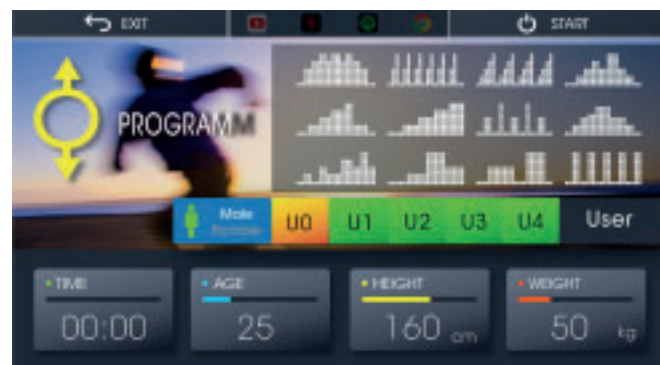 EXIT
START
PROGRAMM
Male
Female
U0 U1 U2 U3 U4 User
TIME AGE HEIGHT WEIGHT
00:00 25 160 cm 50 kg